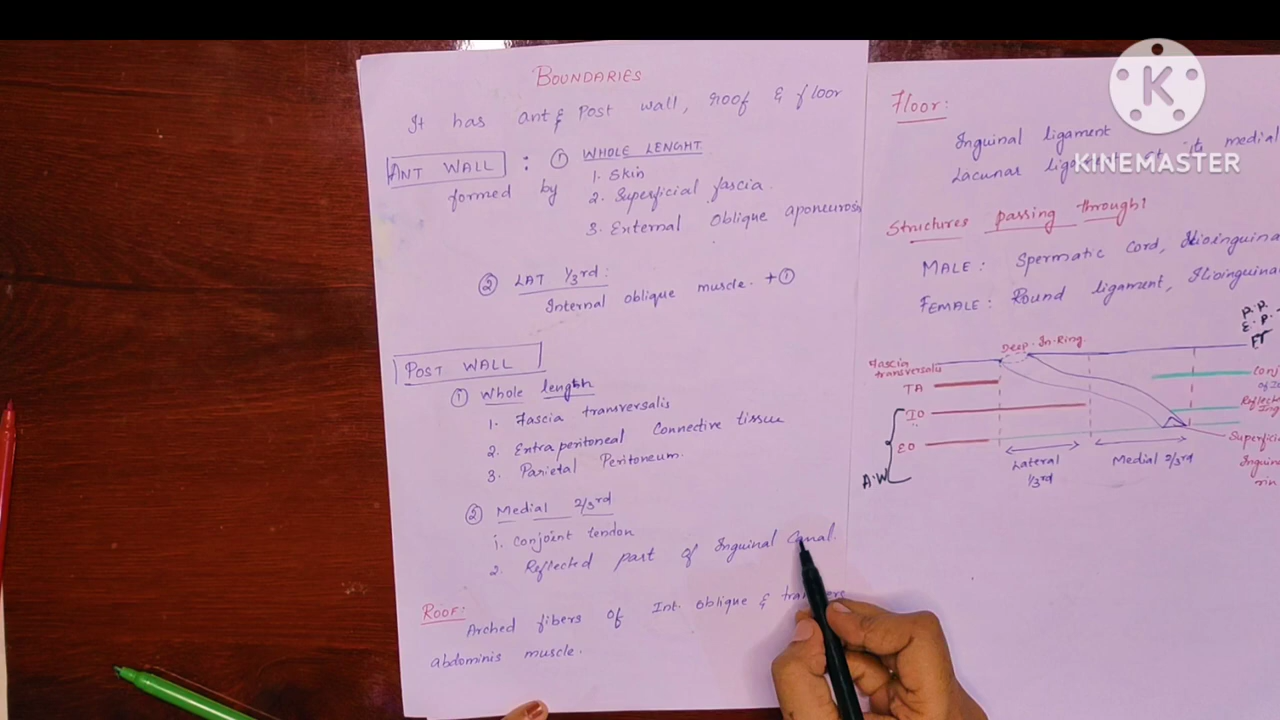 BOUNDARIES
It has ant & Post wall, roof & floor
ANT WALL : ① WHOLE LENGHT
formed by 1. Skin
2. Superficial fascia.
3. External Oblique aponeurosis
② LAT 1/3rd:
Internal oblique muscle. + ①
POST WALL
① Whole length
1. Fascia transversalis
2. Extraperitoneal Connective tissue
3. Parietal Peritoneum.
② Medial 2/3rd
1. Conjoint tendon
2. Reflected part of Inguinal Canal.
ROOF:
Arched fibers of Int. oblique &
abdominis muscle.
Floor:
Inguinal ligament
Lacunar its medial
Structures passing through:
MALE: Spermatic Cord,
FEMALE: Round ligament,
P.P.
E.P.
Deep.In.Ring.
Fascia
transversalis
TA
IO
EO
A.W
Lateral
1/3rd
Medial 2/3rd
KINEMASTER
K